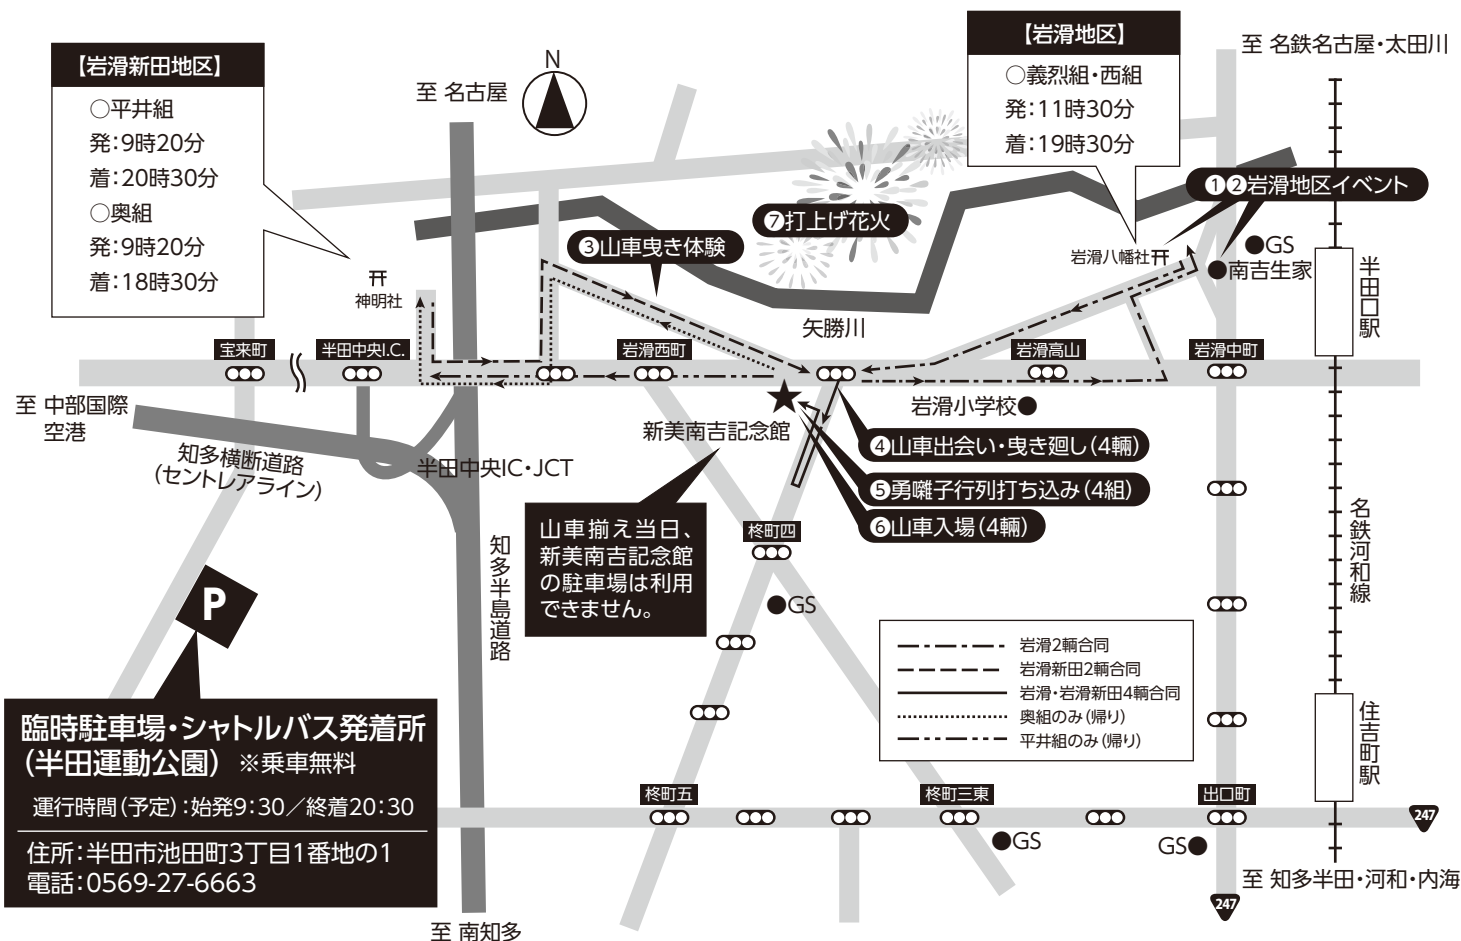 【岩滑新田地区】
○平井組
発：9時20分
着：20時30分
○奥組
発：9時20分
着：18時30分
至 名古屋
N
【岩滑地区】
○義烈組・西組
発：11時30分
着：19時30分
至 名鉄名古屋・太田川
❶❷岩滑地区イベント
❼打上げ花火
❸山車曳き体験
岩滑八幡社
●GS
●南吉生家
半田口駅
神明社
矢勝川
宝来町
半田中央I.C.
岩滑西町
岩滑高山
岩滑中町
至 中部国際
空港
知多横断道路
(セントレアライン)
半田中央IC・JCT
新美南吉記念館
岩滑小学校●
❹山車出会い・曳き廻し(4輛)
❺勇囃子行列打ち込み(4組)
❻山車入場(4輛)
山車揃え当日、
新美南吉記念館
の駐車場は利用
できません。
柊町四
●GS
知多半島道路
名鉄河和線
P
岩滑2輛合同
岩滑新田2輛合同
岩滑・岩滑新田4輛合同
奥組のみ(帰り)
平井組のみ(帰り)
住吉町駅
臨時駐車場・シャトルバス発着所
(半田運動公園) ※乗車無料
運行時間(予定)：始発9：30／終着20：30
住所：半田市池田町3丁目1番地の1
電話：0569-27-6663
柊町五
柊町三東
出口町
247
●GS
GS●
至 知多半田・河和・内海
247
至 南知多